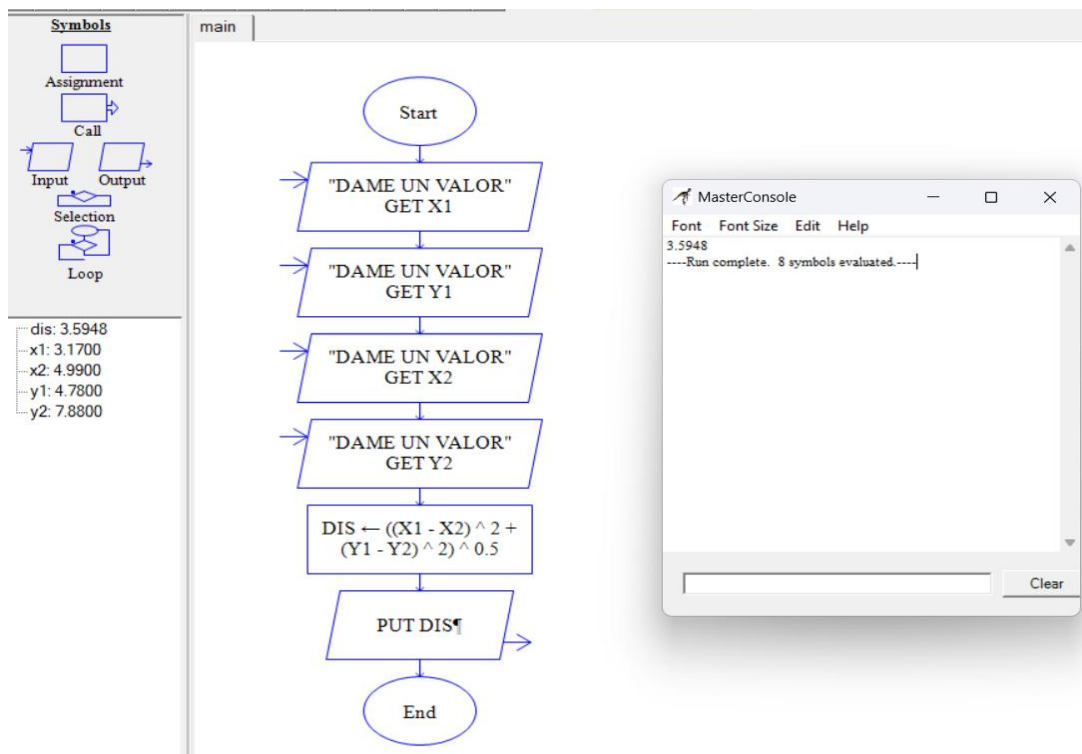 Symbols
Assignment
Call
Input Output
Selection
Loop
dis: 3.5948
x1: 3.1700
x2: 4.9900
y1: 4.7800
y2: 7.8800
main
Start
"DAME UN VALOR"
GET X1
"DAME UN VALOR"
GET Y1
"DAME UN VALOR"
GET X2
"DAME UN VALOR"
GET Y2
DIS ← ((X1 - X2) ^ 2 +
(Y1 - Y2) ^ 2) ^ 0.5
PUT DIS¶
End
MasterConsole
Font Font Size Edit Help
3.5948
----Run complete. 8 symbols evaluated.----
Clear